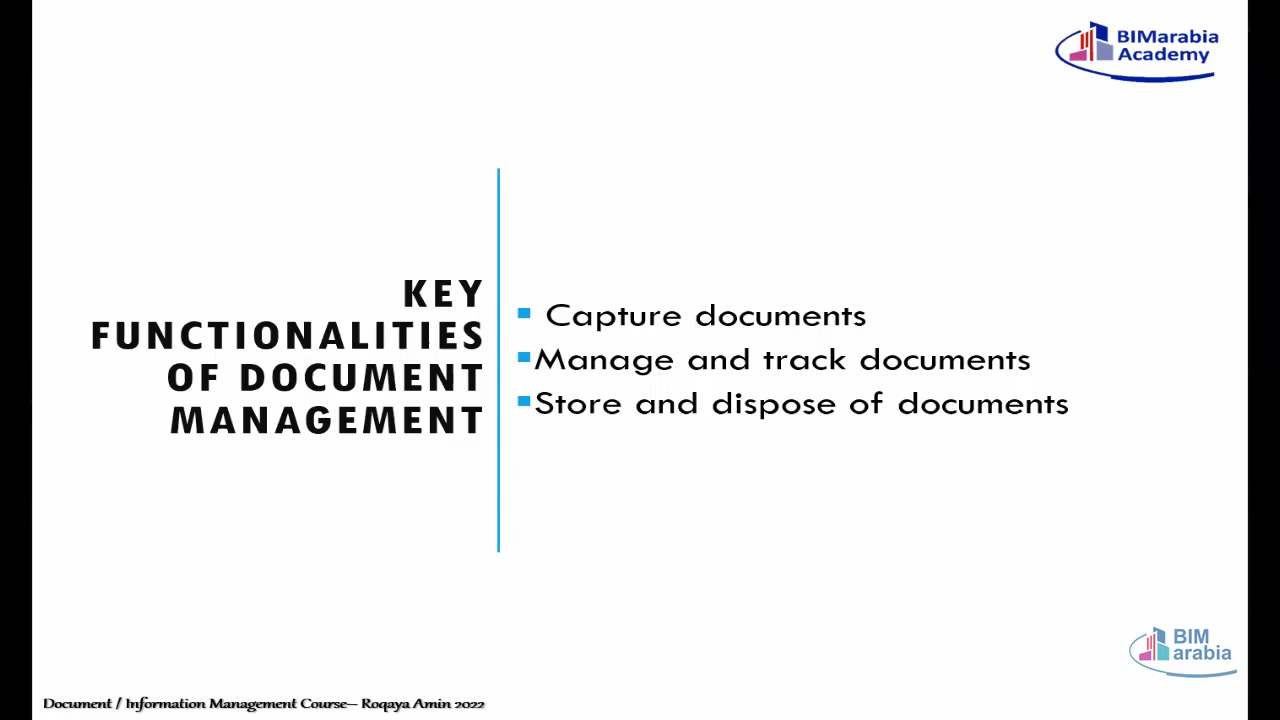 BIMarabia
Academy
KEY
FUNCTIONALITIES
OF DOCUMENT
MANAGEMENT
Capture documents
Manage and track documents
Store and dispose of documents
BIM
arabia
Document / Information Management Course– Roqaya Amin 2022